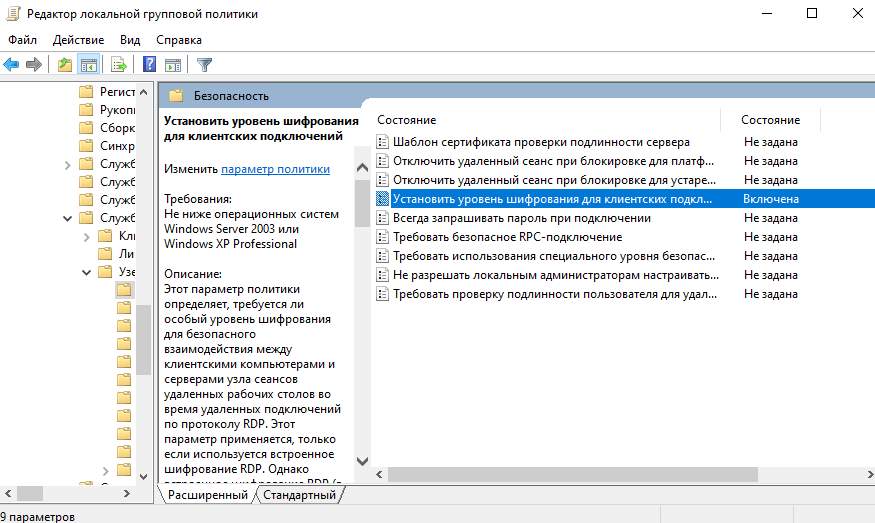 Редактор локальной групповой политики
Файл Действие Вид Справка
Регист
Рукопи
Сборк
Синхр
Служб
Служб
Служб
Служб
Кл
Ли
Узе
Безопасность
Установить уровень шифрования
для клиентских подключений
Изменить параметр политики
Требования:
Не ниже операционных систем
Windows Server 2003 или
Windows XP Professional
Описание:
Этот параметр политики
определяет, требуется ли
особый уровень шифрования
для безопасного
взаимодействия между
клиентскими компьютерами и
серверами узла сеансов
удаленных рабочих столов во
время удаленных подключений
по протоколу RDP. Этот
параметр применяется, только
если используется встроенное
шифрование RDP. Однако
встроенное шифрование RDP (в
Состояние Состояние
Шаблон сертификата проверки подлинности сервера Не задана
Отключить удаленный сеанс при блокировке для платф... Не задана
Отключить удаленный сеанс при блокировке для устаре... Не задана
Установить уровень шифрования для клиентских подкл... Включена
Всегда запрашивать пароль при подключении Не задана
Требовать безопасное RPC-подключение Не задана
Требовать использования специального уровня безопас... Не задана
Не разрешать локальным администраторам настраивать... Не задана
Требовать проверку подлинности пользователя для удал... Не задана
Расширенный Стандартный
9 параметров